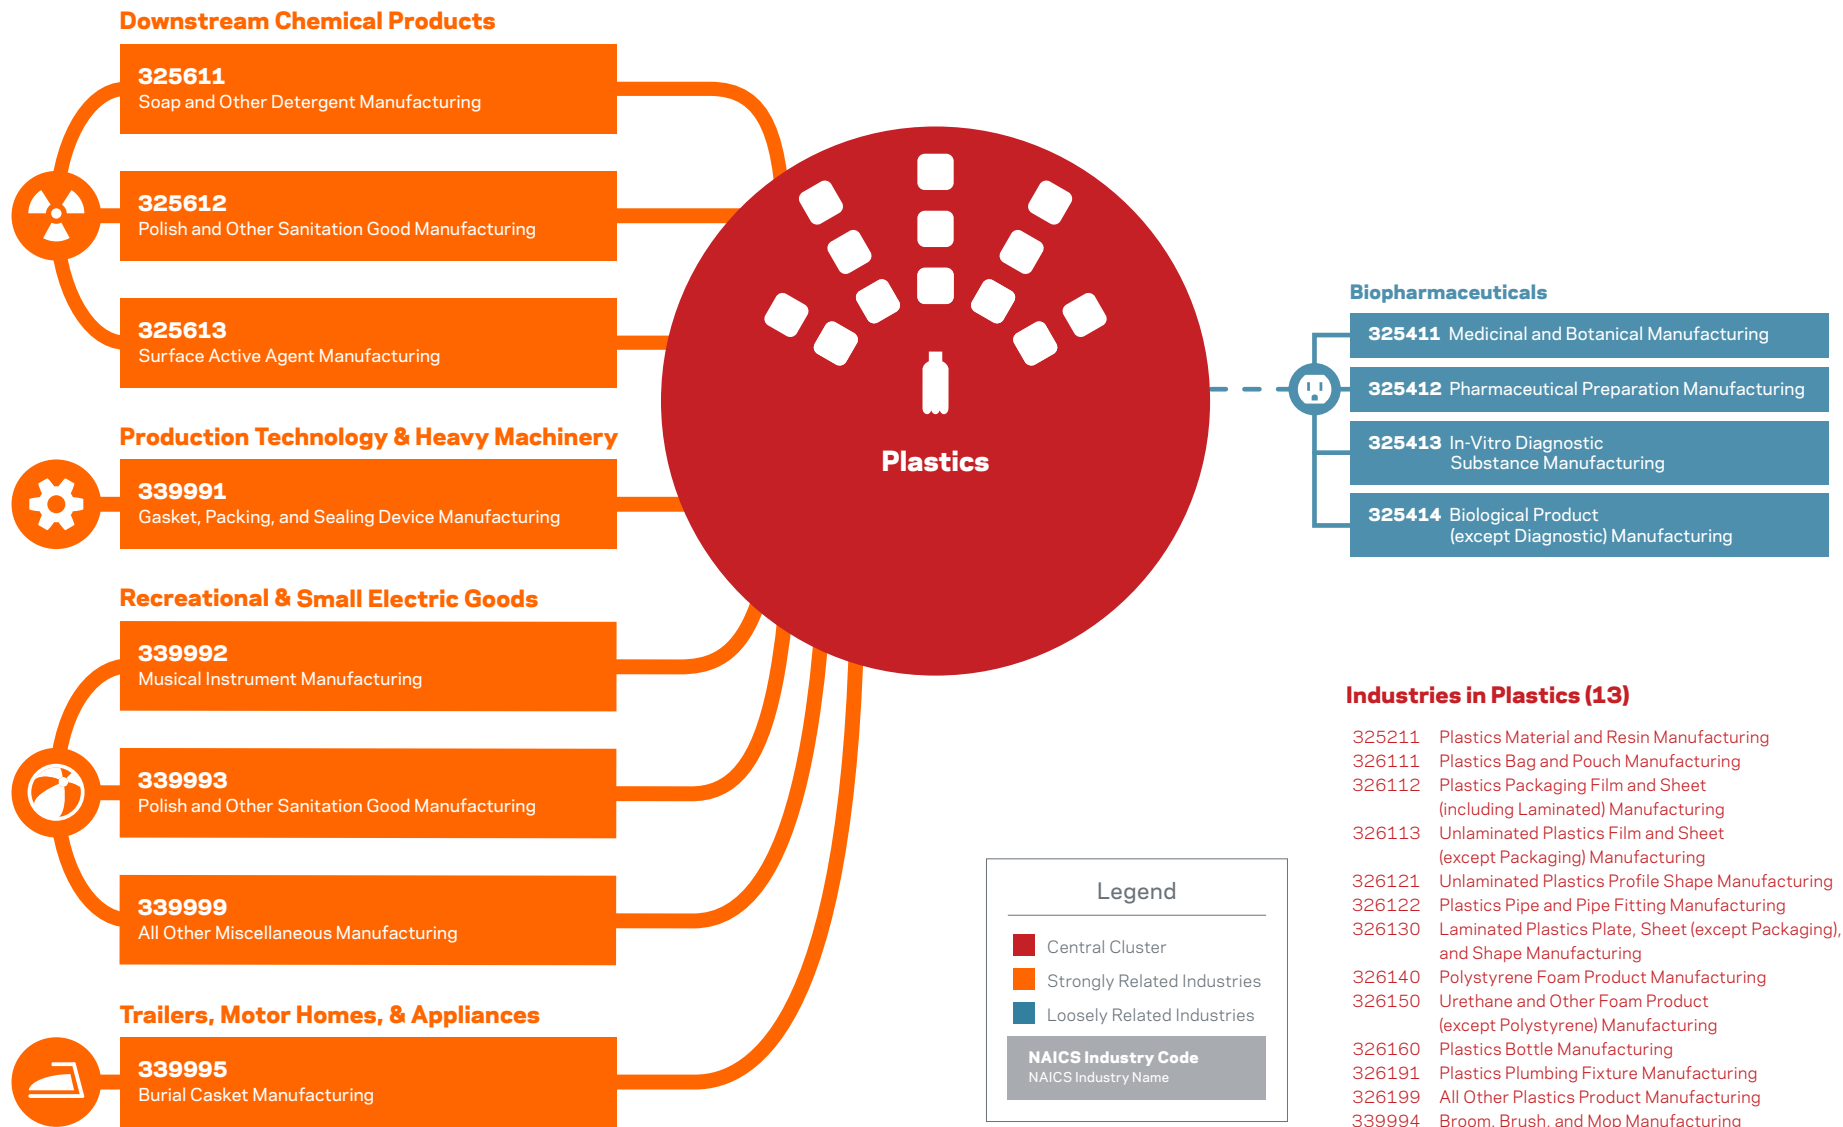 Downstream Chemical Products
325611
Soap and Other Detergent Manufacturing
325612
Polish and Other Sanitation Good Manufacturing
325613
Surface Active Agent Manufacturing
Production Technology & Heavy Machinery
339991
Gasket, Packing, and Sealing Device Manufacturing
Recreational & Small Electric Goods
339992
Musical Instrument Manufacturing
339993
Polish and Other Sanitation Good Manufacturing
339999
All Other Miscellaneous Manufacturing
Trailers, Motor Homes, & Appliances
339995
Burial Casket Manufacturing
Plastics
Biopharmaceuticals
325411 Medicinal and Botanical Manufacturing
325412 Pharmaceutical Preparation Manufacturing
325413 In-Vitro Diagnostic
Substance Manufacturing
325414 Biological Product
(except Diagnostic) Manufacturing
Legend
Central Cluster
Strongly Related Industries
Loosely Related Industries
NAICS Industry Code
NAICS Industry Name
Industries in Plastics (13)
325211 Plastics Material and Resin Manufacturing
326111 Plastics Bag and Pouch Manufacturing
326112 Plastics Packaging Film and Sheet
(including Laminated) Manufacturing
326113 Unlaminated Plastics Film and Sheet
(except Packaging) Manufacturing
326121 Unlaminated Plastics Profile Shape Manufacturing
326122 Plastics Pipe and Pipe Fitting Manufacturing
326130 Laminated Plastics Plate, Sheet (except Packaging),
and Shape Manufacturing
326140 Polystyrene Foam Product Manufacturing
326150 Urethane and Other Foam Product
(except Polystyrene) Manufacturing
326160 Plastics Bottle Manufacturing
326191 Plastics Plumbing Fixture Manufacturing
326199 All Other Plastics Product Manufacturing
339994 Broom, Brush, and Mop Manufacturing